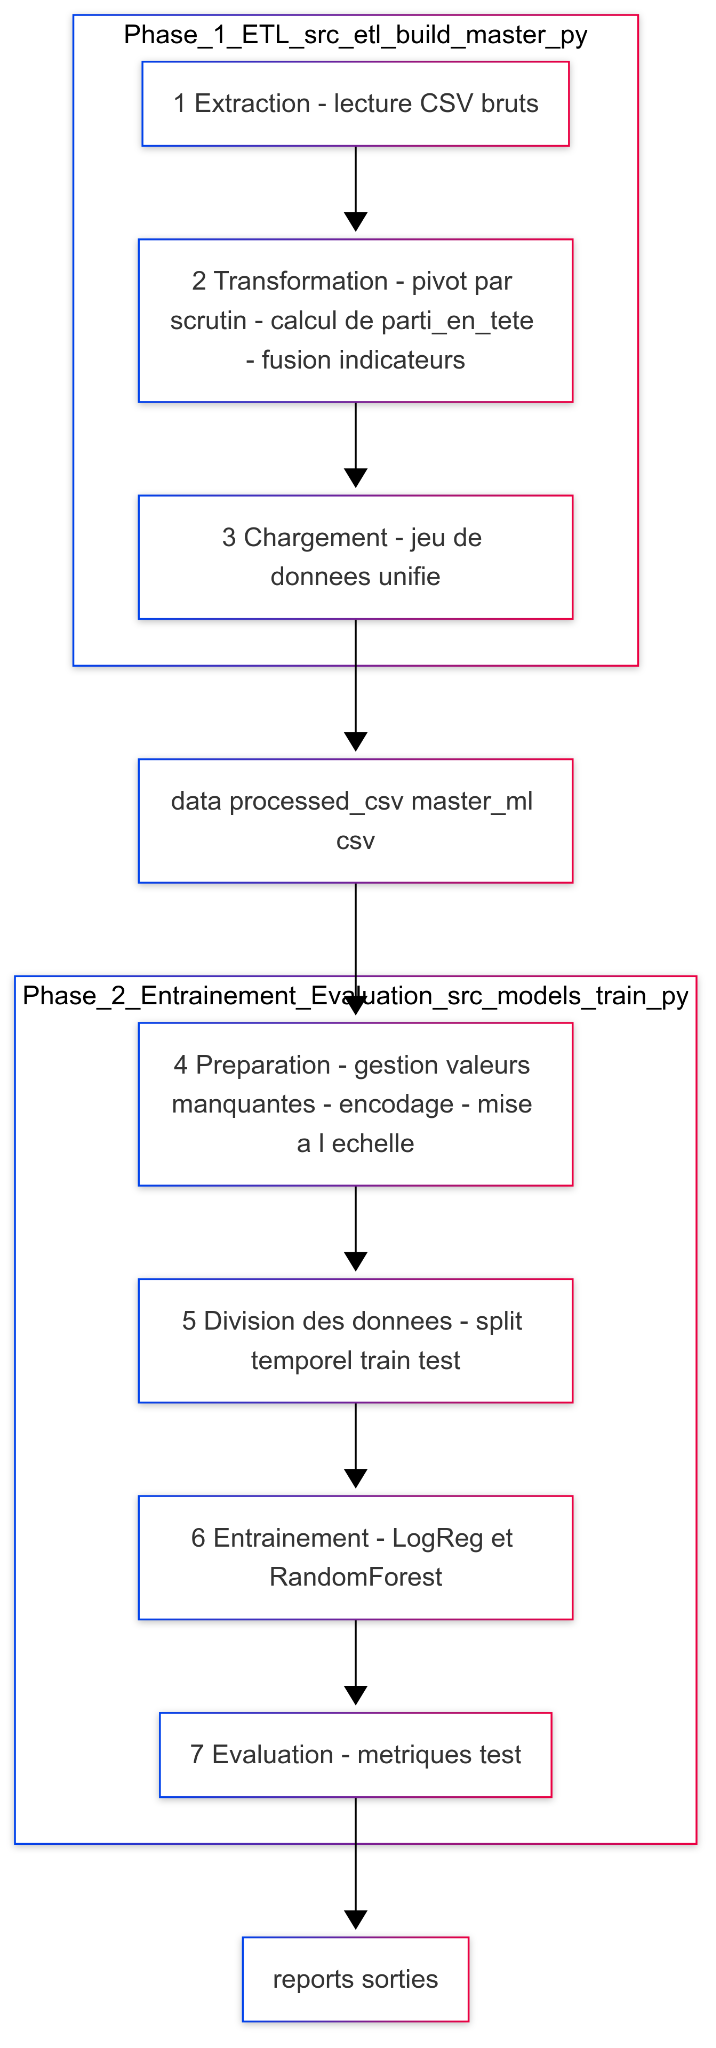 Phase_1_ETL_src_etl_build_master_py
1 Extraction - lecture CSV bruts
2 Transformation - pivot par
scrutin - calcul de parti_en_tete
- fusion indicateurs
3 Chargement - jeu de
donnees unifie
data processed_csv master_ml
csv
Phase_2_Entrainement_Evaluation_src_models_train_py
4 Preparation - gestion valeurs
manquantes - encodage - mise
a l echelle
5 Division des donnees - split
temporel train test
6 Entrainement - LogReg et
RandomForest
7 Evaluation - metriques test
reports sorties